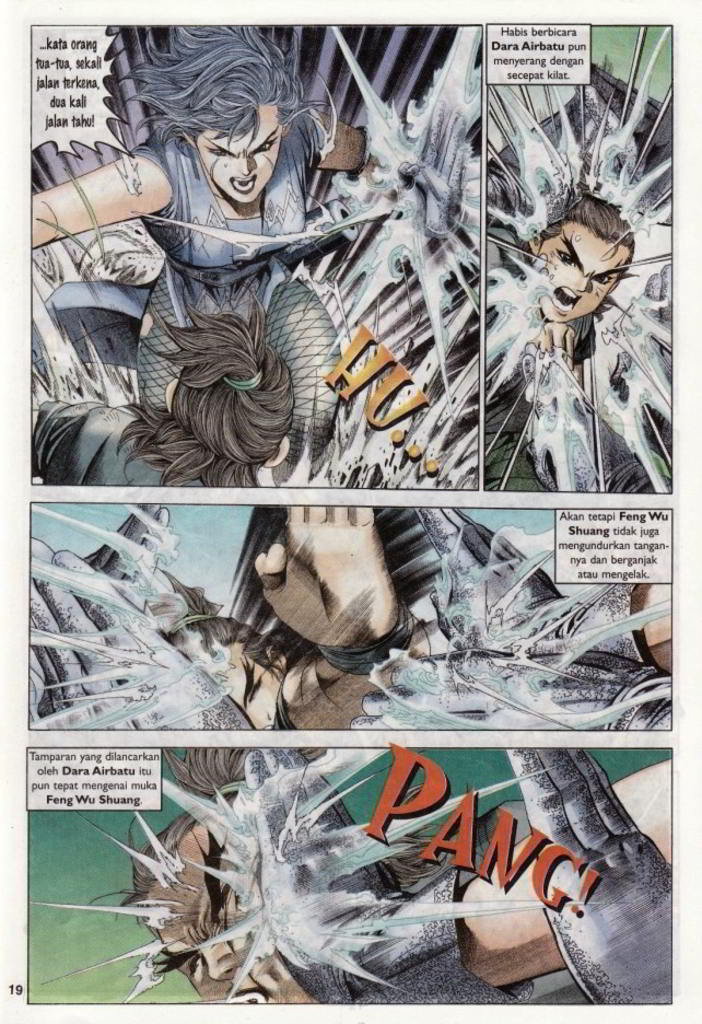 ...kata orang
tua-tua, sekali
jalan terkena,
dua kali
jalan tahu!
HU...
Habis berbicara
Dara Airbatu pun
menyerang dengan
secepat kilat.
Akan tetapi Feng Wu
Shuang tidak juga
mengundurkan tangan-
nya dan berganjak
atau mengelak.
Tamparan yang dilancarkan
oleh Dara Airbatu itu
pun tepat mengenai muka
Feng Wu Shuang.
PANG!
19